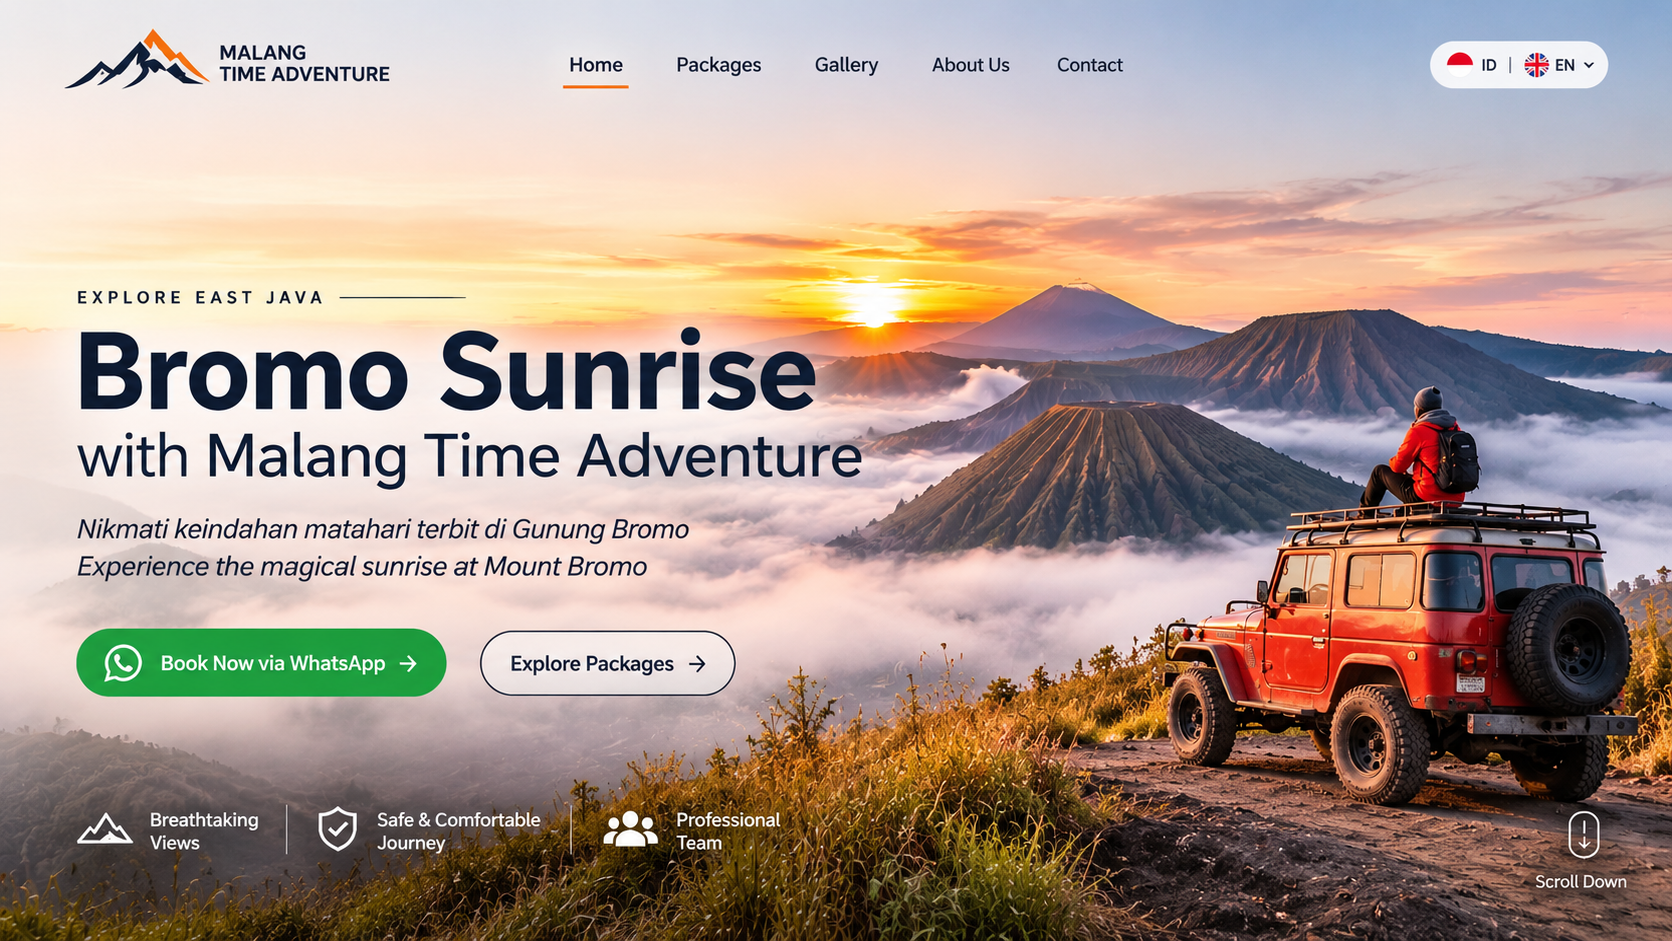 MALANG
TIME ADVENTURE
Home
Packages
Gallery
About Us
Contact
ID | EN
EXPLORE EAST JAVA
Bromo Sunrise
with Malang Time Adventure
Nikmati keindahan matahari terbit di Gunung Bromo
Experience the magical sunrise at Mount Bromo
Book Now via WhatsApp →
Explore Packages →
Breathtaking
Views
Safe & Comfortable
Journey
Professional
Team
Scroll Down